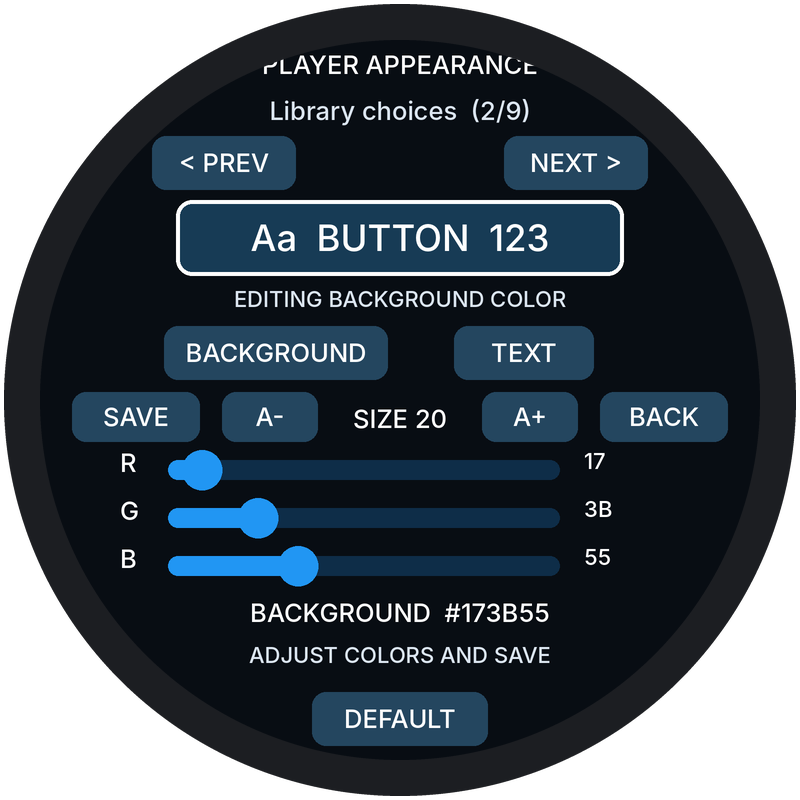 PLAYER APPEARANCE
Library choices (2/9)
< PREV NEXT >
Aa BUTTON 123
EDITING BACKGROUND COLOR
BACKGROUND TEXT
SAVE A- SIZE 20 A+ BACK
R 17
G 3B
B 55
BACKGROUND #173B55
ADJUST COLORS AND SAVE
DEFAULT